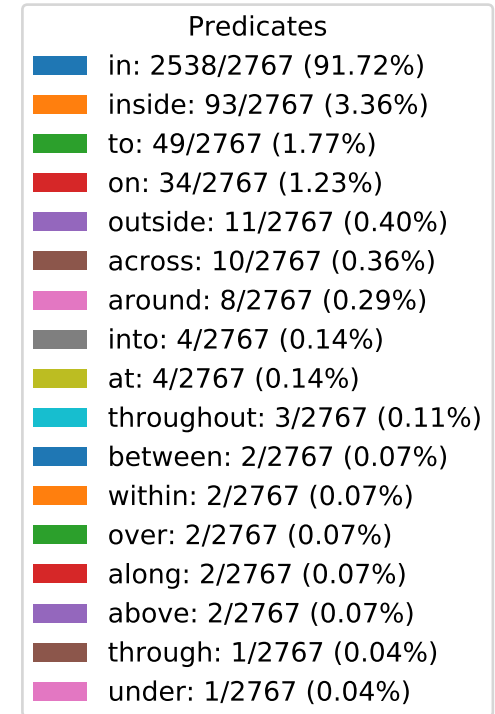 Predicates
in: 2538/2767 (91.72%)
inside: 93/2767 (3.36%)
to: 49/2767 (1.77%)
on: 34/2767 (1.23%)
outside: 11/2767 (0.40%)
across: 10/2767 (0.36%)
around: 8/2767 (0.29%)
into: 4/2767 (0.14%)
at: 4/2767 (0.14%)
throughout: 3/2767 (0.11%)
between: 2/2767 (0.07%)
within: 2/2767 (0.07%)
over: 2/2767 (0.07%)
along: 2/2767 (0.07%)
above: 2/2767 (0.07%)
through: 1/2767 (0.04%)
under: 1/2767 (0.04%)